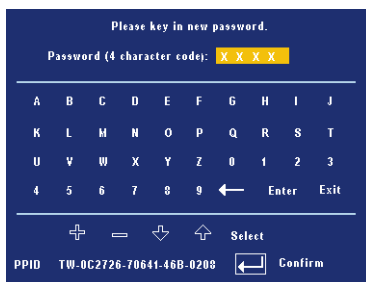 Please key in new password.
Password (4 character code): X X X X
A B C D E F G H I J
K L M N O P Q R S T
U V W X Y Z 0 1 2 3
4 5 6 7 8 9 ← Enter Exit
Select
PPID TW-0C2726-70641-46B-0208 Confirm